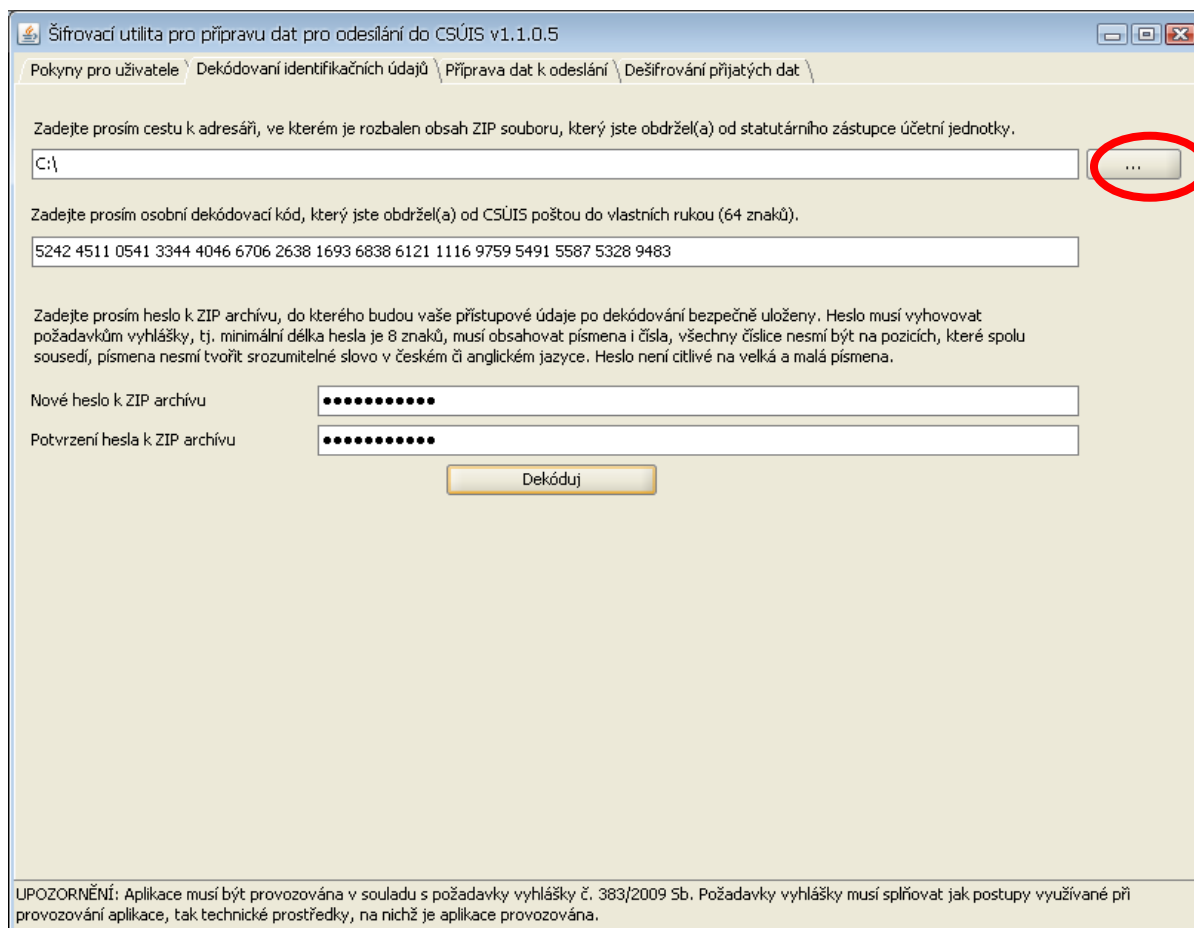 Šifrovací utilita pro přípravu dat pro odesílání do CSÚIS v1.1.0.5
Pokyny pro uživatele Dekódovaní identifikačních údajů Příprava dat k odeslání Dešifrování přijatých dat
Zadejte prosím cestu k adresáři, ve kterém je rozbalen obsah ZIP souboru, který jste obdržel(a) od statutárního zástupce účetní jednotky.
C:\
...
Zadejte prosím osobní dekódovací kód, který jste obdržel(a) od CSÚIS poštou do vlastních rukou (64 znaků).
5242 4511 0541 3344 4046 6706 2638 1693 6838 6121 1116 9759 5491 5587 5328 9483
Zadejte prosím heslo k ZIP archívu, do kterého budou vaše přístupové údaje po dekódování bezpečně uloženy. Heslo musí vyhovovat
požadavkům vyhlášky, tj. minimální délka hesla je 8 znaků, musí obsahovat písmena i čísla, všechny číslice nesmí být na pozicích, které spolu
sousedí, písmena nesmí tvořit srozumitelné slovo v českém či anglickém jazyce. Heslo není citlivé na velká a malá písmena.
Nové heslo k ZIP archívu ●●●●●●●●●●●
Potvrzení hesla k ZIP archívu ●●●●●●●●●●●
Dekóduj
UPOZORNĚNÍ: Aplikace musí být provozována v souladu s požadavky vyhlášky č. 383/2009 Sb. Požadavky vyhlášky musí splňovat jak postupy využívané při
provozování aplikace, tak technické prostředky, na nichž je aplikace provozována.